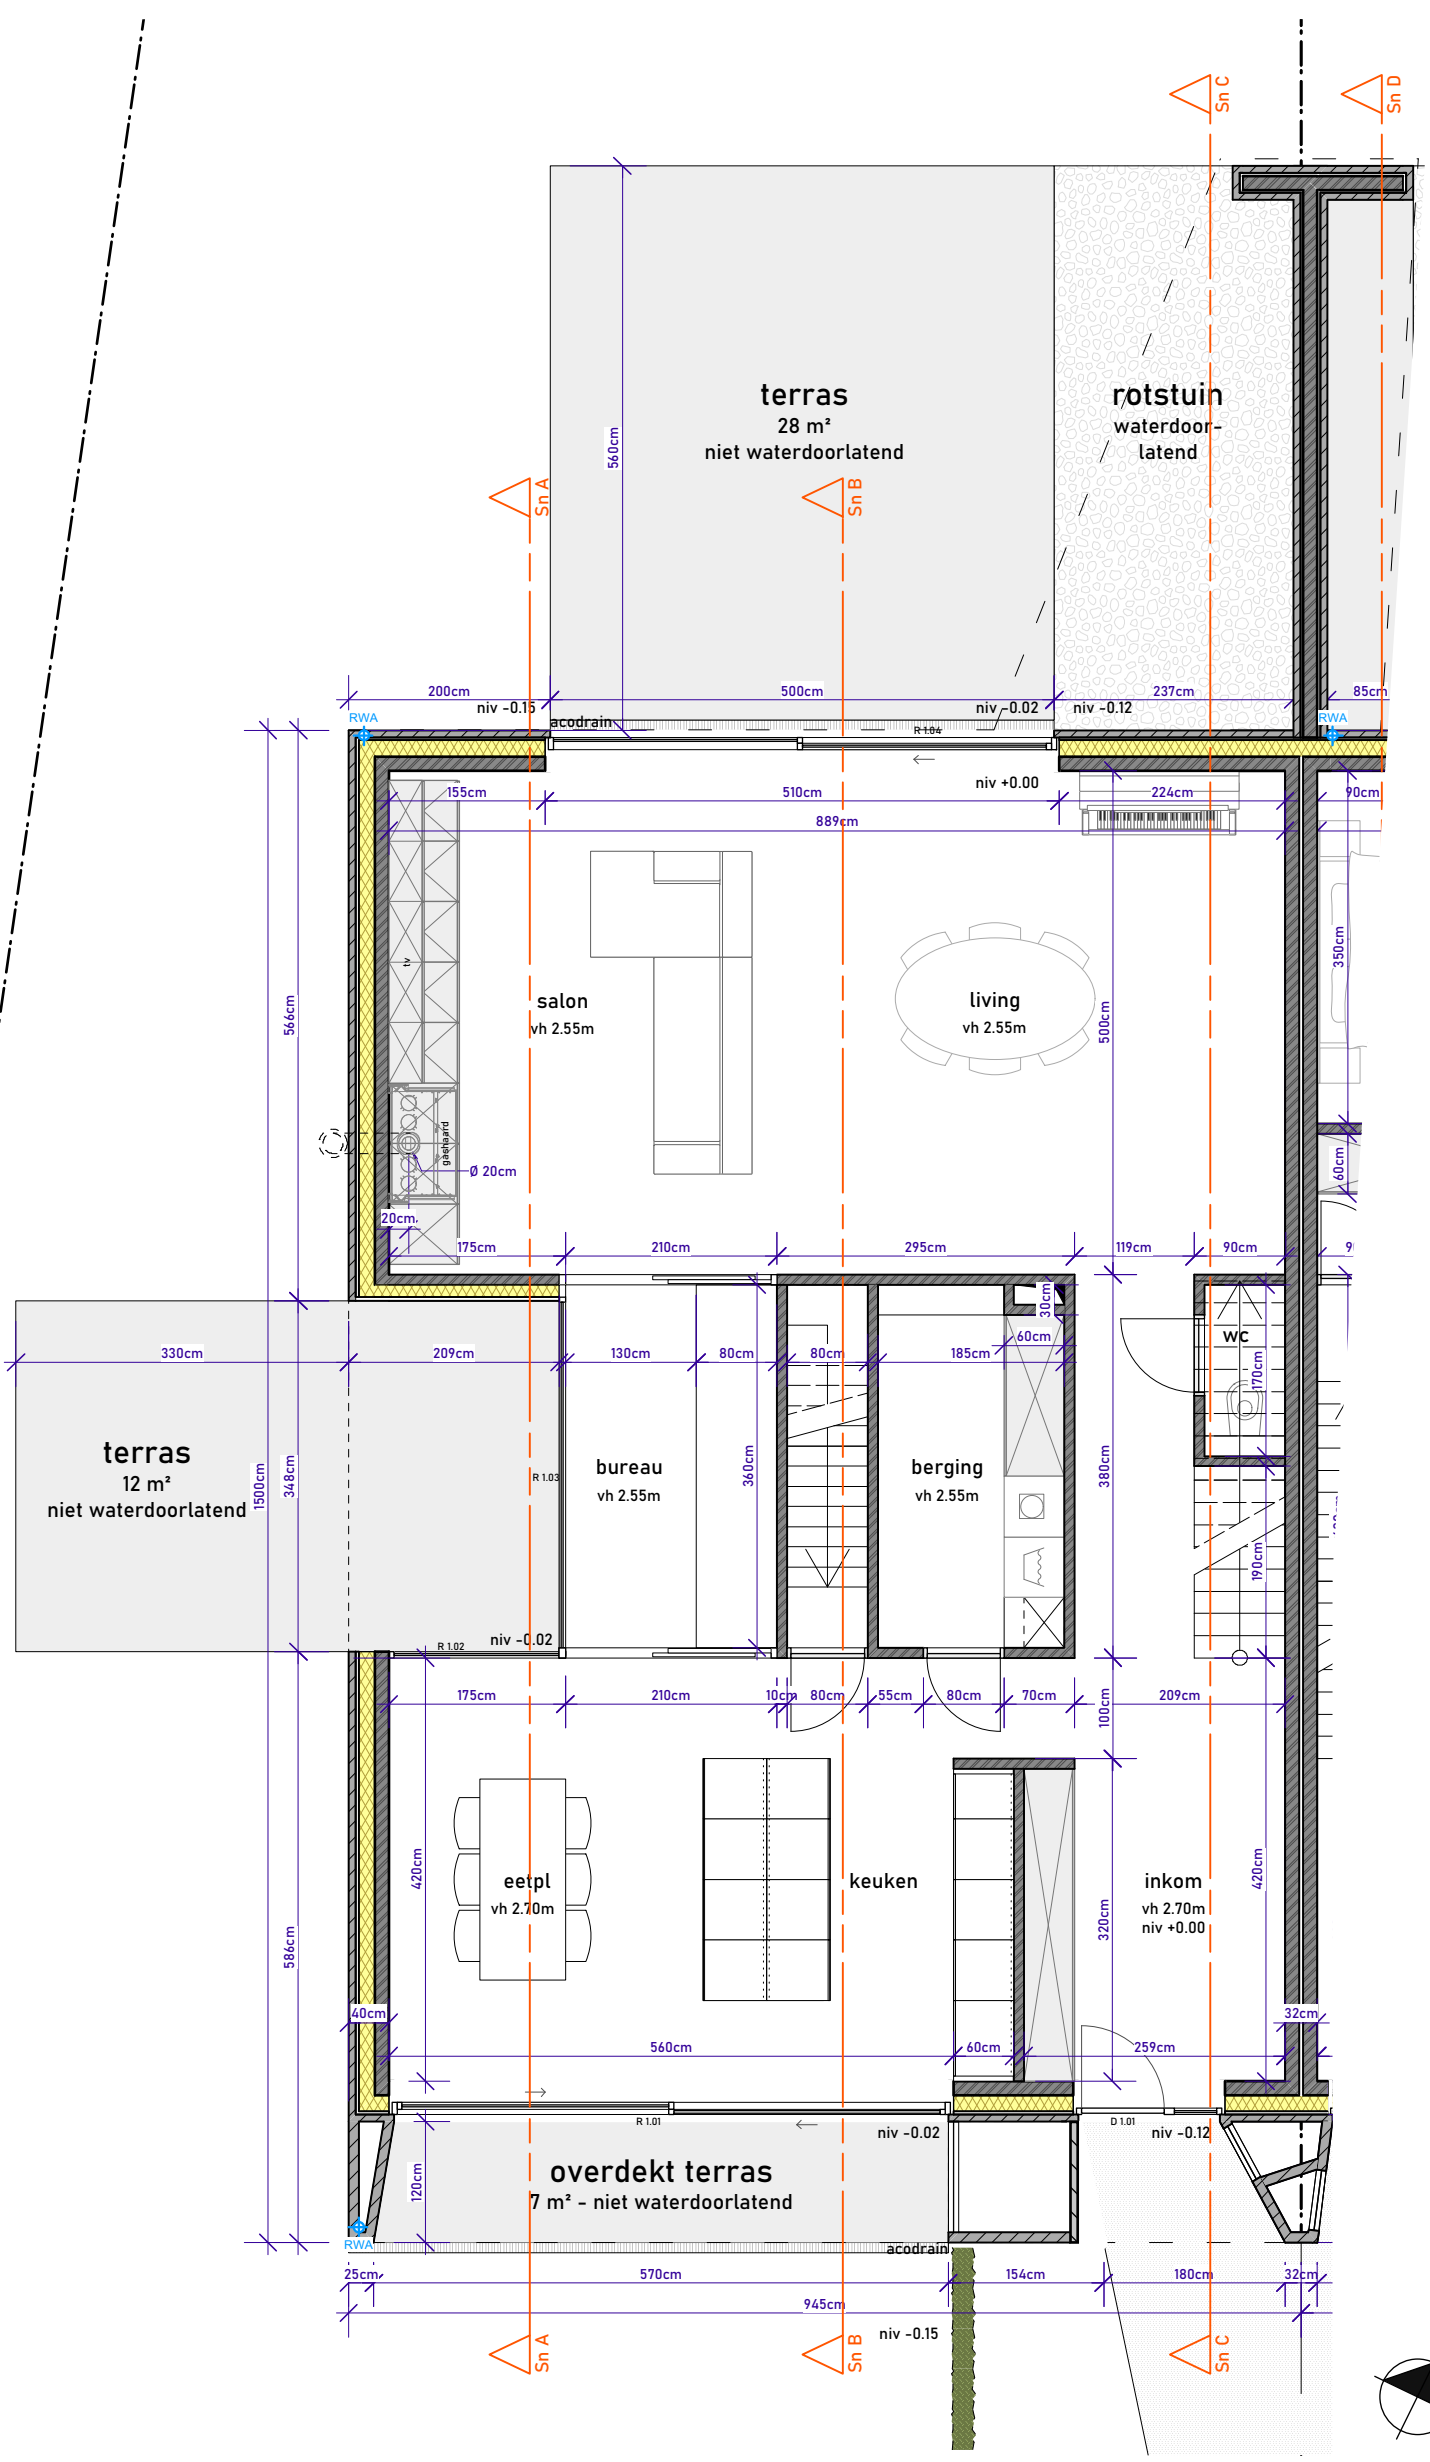 Sn C
Sn D
terras
28 m²
niet waterdoorlatend
rotstuin
waterdoor-
latend
560cm
Sn A
Sn B
200cm
500cm
237cm
85cm
niv -0.15
niv -0.02
niv -0.12
RWA
acodrain
R 1.04
RWA
niv +0.00
155cm
510cm
224cm
90cm
889cm
350cm
tv
salon
vh 2.55m
living
vh 2.55m
566cm
500cm
gashaard
Ø 20cm
60cm
20cm
175cm
210cm
295cm
119cm
90cm
30cm
wc
60cm
330cm
209cm
130cm
80cm
80cm
185cm
170cm
terras
12 m²
niet waterdoorlatend
1500cm
348cm
R 1.03
bureau
vh 2.55m
360cm
berging
vh 2.55m
380cm
190cm
R 1.02
niv -0.02
175cm
210cm
10cm
80cm
55cm
80cm
70cm
100cm
209cm
420cm
eetpl
vh 2.70m
keuken
inkom
vh 2.70m
niv +0.00
420cm
320cm
586cm
40cm
32cm
560cm
60cm
259cm
R 1.01
D 1.01
niv -0.02
niv -0.12
overdekt terras
7 m² - niet waterdoorlatend
120cm
RWA
acodrain
25cm
570cm
154cm
180cm
32cm
945cm
niv -0.15
Sn A
Sn B
Sn C